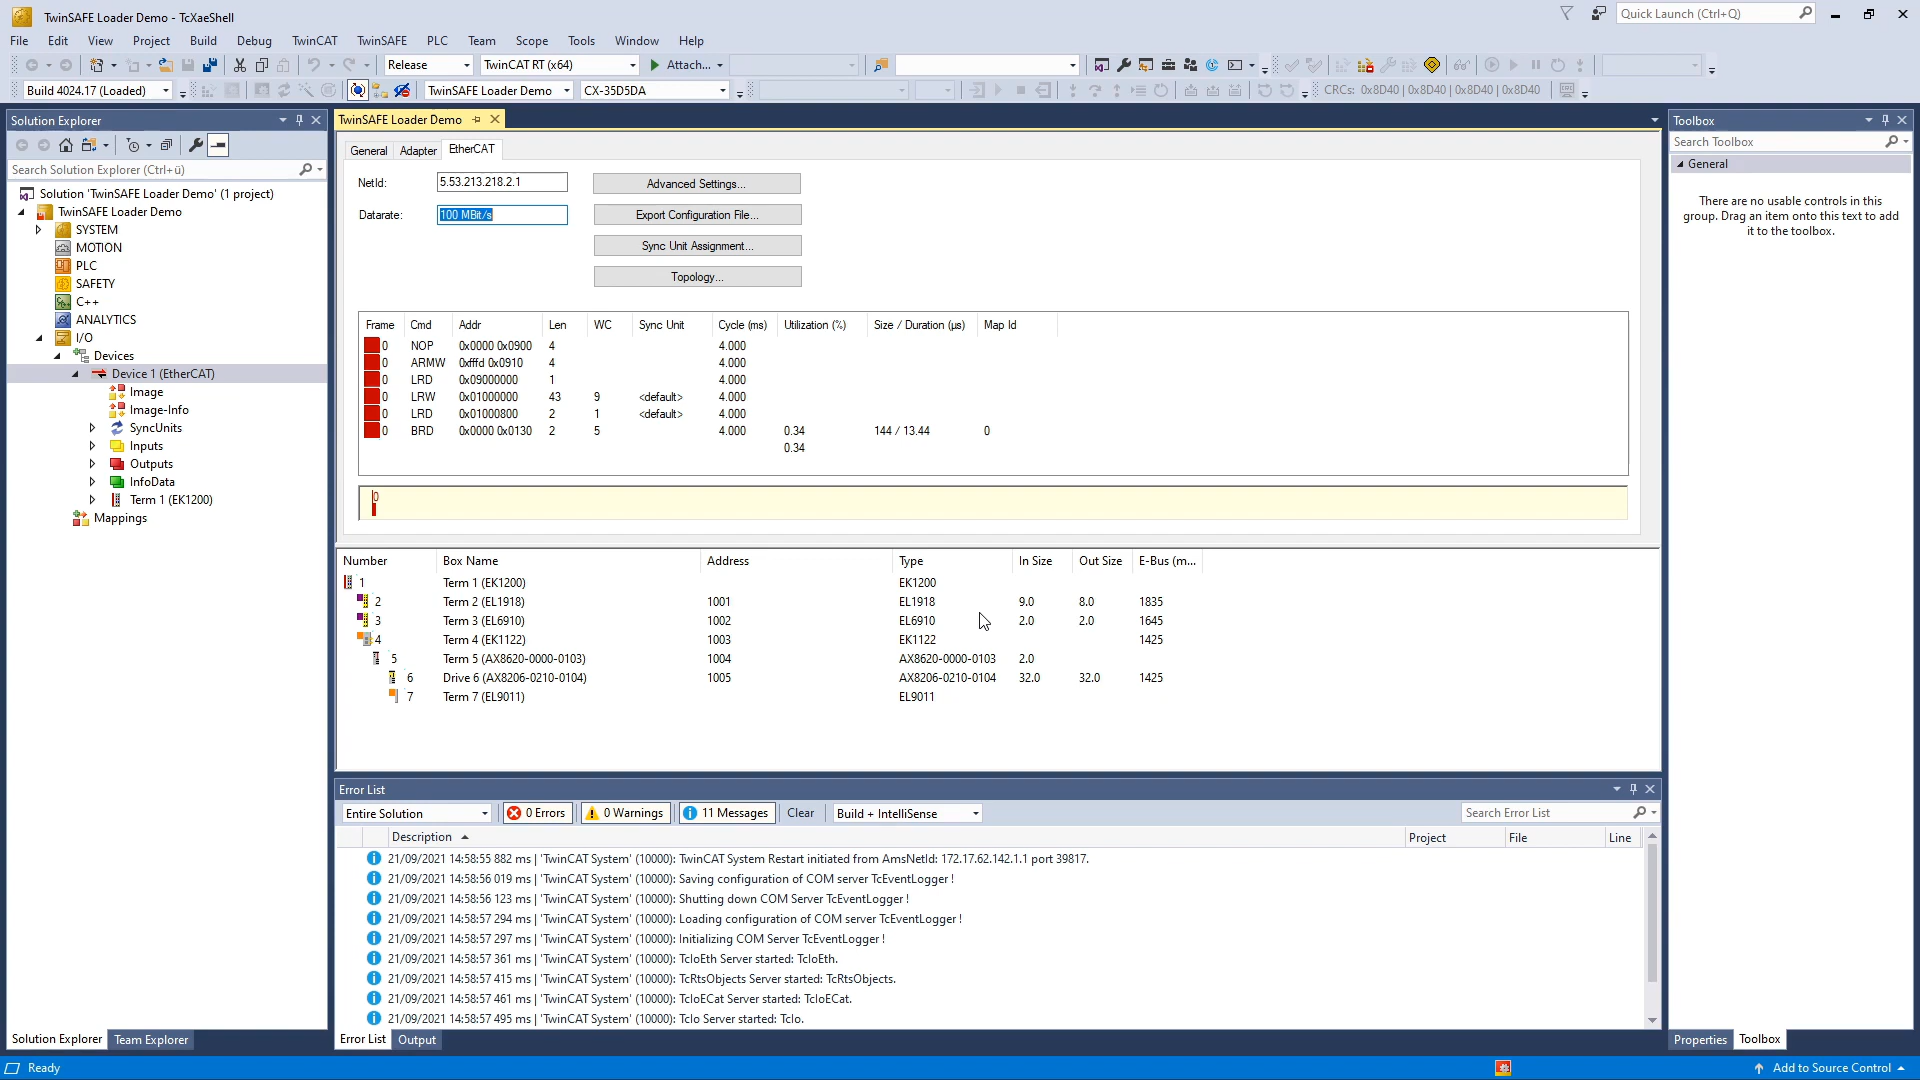 TwinSAFE Loader Demo - TcXaeShell
Quick Launch (Ctrl+Q)
File Edit View Project Build Debug TwinCAT TwinSAFE PLC Team Scope Tools Window Help
Release TwinCAT RT (x64) Attach...
Build 4024.17 (Loaded) TwinSAFE Loader Demo CX-35D5DA CRCs: 0x8D40 | 0x8D40 | 0x8D40 | 0x8D40
Solution Explorer
Search Solution Explorer (Ctrl+ü)
Solution 'TwinSAFE Loader Demo' (1 project)
TwinSAFE Loader Demo
SYSTEM
MOTION
PLC
SAFETY
C++
ANALYTICS
I/O
Devices
Device 1 (EtherCAT)
Image
Image-Info
SyncUnits
Inputs
Outputs
InfoData
Term 1 (EK1200)
Mappings
Solution Explorer Team Explorer
TwinSAFE Loader Demo
General Adapter EtherCAT
NetId: 5.53.213.218.2.1 Advanced Settings...
Datarate: 100 MBit/s Export Configuration File...
Sync Unit Assignment...
Topology...
Frame Cmd Addr Len WC Sync Unit Cycle (ms) Utilization (%) Size / Duration (µs) Map Id
0 NOP 0x0000 0x0900 4 4.000
0 ARMW 0xfffd 0x0910 4 4.000
0 LRD 0x09000000 1 4.000
0 LRW 0x01000000 43 9 <default> 4.000
0 LRD 0x01000800 2 1 <default> 4.000
0 BRD 0x0000 0x0130 2 5 4.000 0.34 144 / 13.44 0
0.34
0
Number Box Name Address Type In Size Out Size E-Bus (m...
1 Term 1 (EK1200) EK1200
2 Term 2 (EL1918) 1001 EL1918 9.0 8.0 1835
3 Term 3 (EL6910) 1002 EL6910 2.0 2.0 1645
4 Term 4 (EK1122) 1003 EK1122 1425
5 Term 5 (AX8620-0000-0103) 1004 AX8620-0000-0103 2.0
6 Drive 6 (AX8206-0210-0104) 1005 AX8206-0210-0104 32.0 32.0 1425
7 Term 7 (EL9011) EL9011
Error List
Entire Solution 0 Errors 0 Warnings 11 Messages Clear Build + IntelliSense Search Error List
Description Project File Line
21/09/2021 14:58:55 882 ms | 'TwinCAT System' (10000): TwinCAT System Restart initiated from AmsNetId: 172.17.62.142.1.1 port 39817.
21/09/2021 14:58:56 019 ms | 'TwinCAT System' (10000): Saving configuration of COM server TcEventLogger !
21/09/2021 14:58:56 123 ms | 'TwinCAT System' (10000): Shutting down COM Server TcEventLogger !
21/09/2021 14:58:57 294 ms | 'TwinCAT System' (10000): Loading configuration of COM server TcEventLogger !
21/09/2021 14:58:57 297 ms | 'TwinCAT System' (10000): Initializing COM Server TcEventLogger !
21/09/2021 14:58:57 361 ms | 'TwinCAT System' (10000): TcIoEth Server started: TcIoEth.
21/09/2021 14:58:57 415 ms | 'TwinCAT System' (10000): TcRtsObjects Server started: TcRtsObjects.
21/09/2021 14:58:57 461 ms | 'TwinCAT System' (10000): TcIoECat Server started: TcIoECat.
21/09/2021 14:58:57 495 ms | 'TwinCAT System' (10000): TcIo Server started: TcIo.
Error List Output
Toolbox
Search Toolbox
General
There are no usable controls in this
group. Drag an item onto this text to add
it to the toolbox.
Properties Toolbox
Ready
Add to Source Control